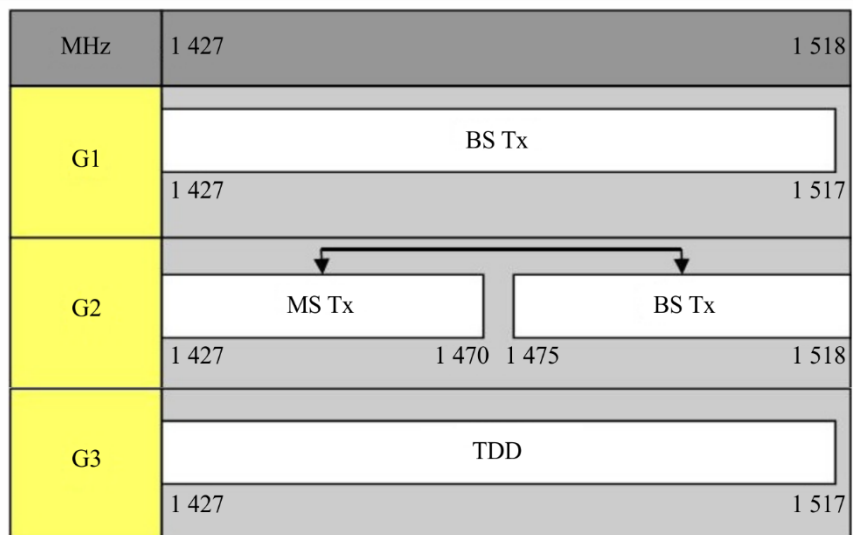 MHz 1 427 1 518
G1 BS Tx
1 427 1 517
G2 MS Tx BS Tx
1 427 1 470 1 475 1 518
G3 TDD
1 427 1 517